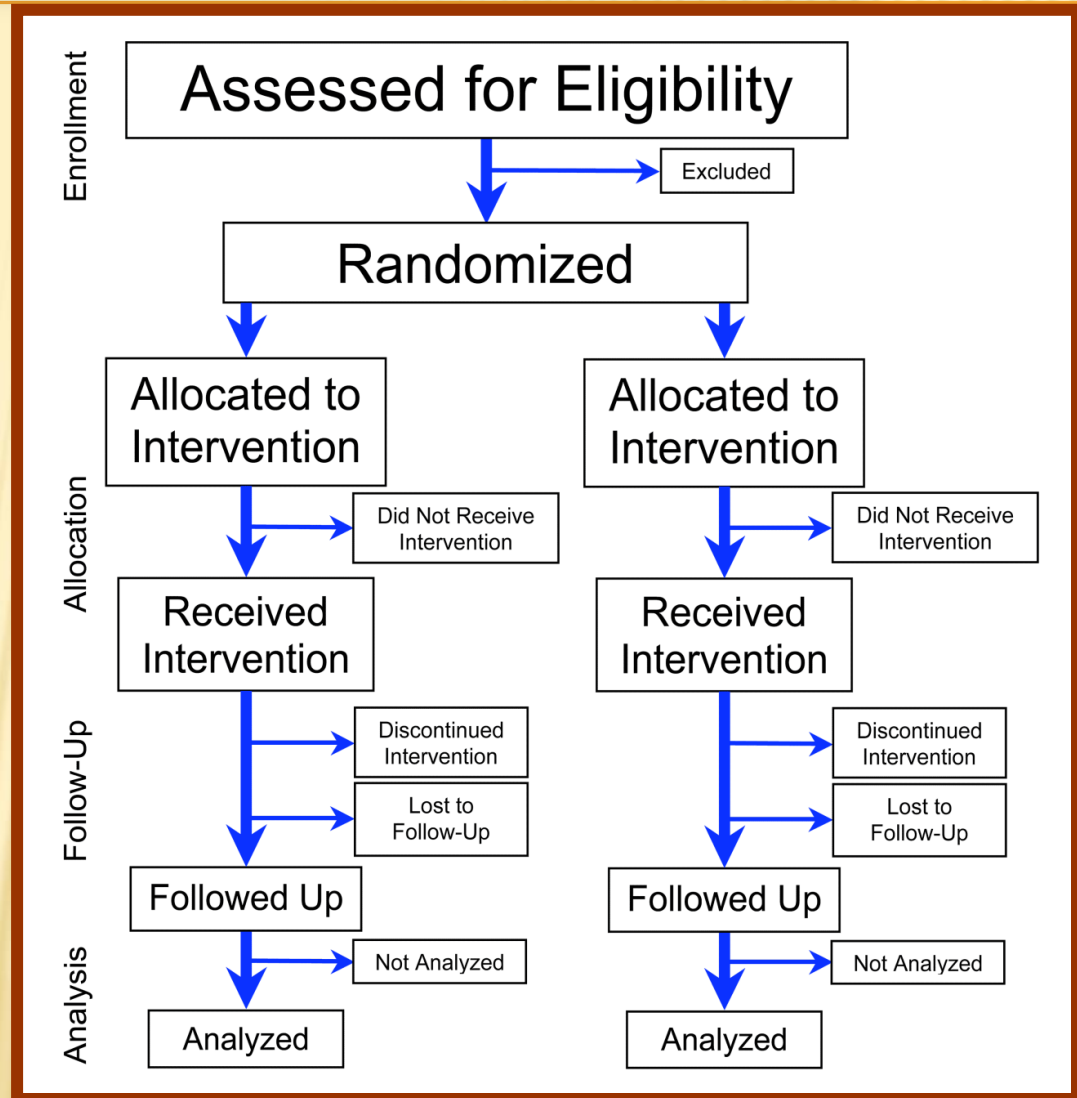 Enrollment
Assessed for Eligibility
Excluded
Randomized
Allocated to
Intervention
Allocated to
Intervention
Allocation
Did Not Receive
Intervention
Did Not Receive
Intervention
Received
Intervention
Received
Intervention
Follow-Up
Discontinued
Intervention
Discontinued
Intervention
Lost to
Follow-Up
Lost to
Follow-Up
Followed Up
Followed Up
Analysis
Not Analyzed
Not Analyzed
Analyzed
Analyzed